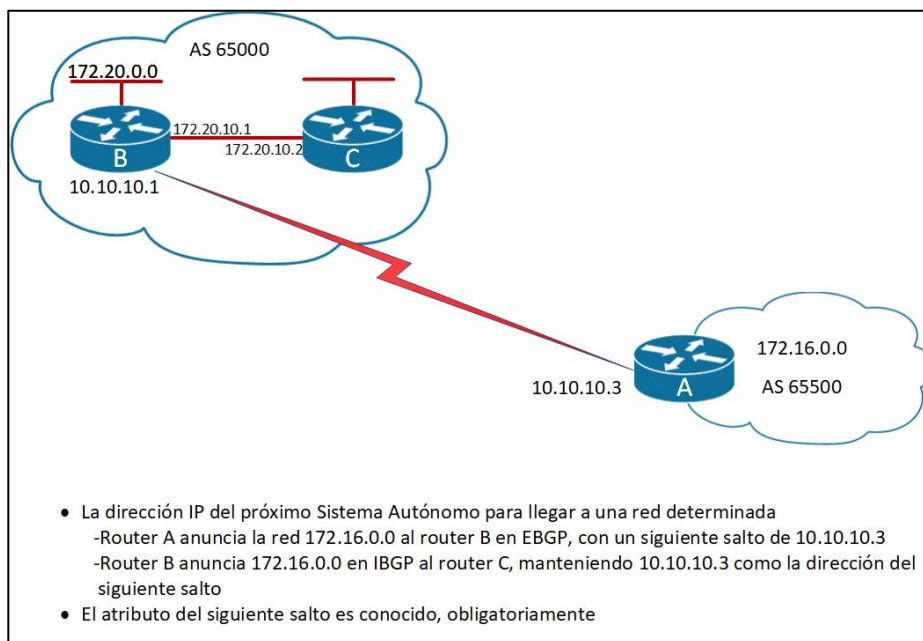 AS 65000
172.20.0.0
172.20.10.1
172.20.10.2
B
C
10.10.10.1
172.16.0.0
10.10.10.3
A
AS 65500
• La dirección IP del próximo Sistema Autónomo para llegar a una red determinada
-Router A anuncia la red 172.16.0.0 al router B en EBGP, con un siguiente salto de 10.10.10.3
-Router B anuncia 172.16.0.0 en IBGP al router C, manteniendo 10.10.10.3 como la dirección del
siguiente salto
• El atributo del siguiente salto es conocido, obligatoriamente